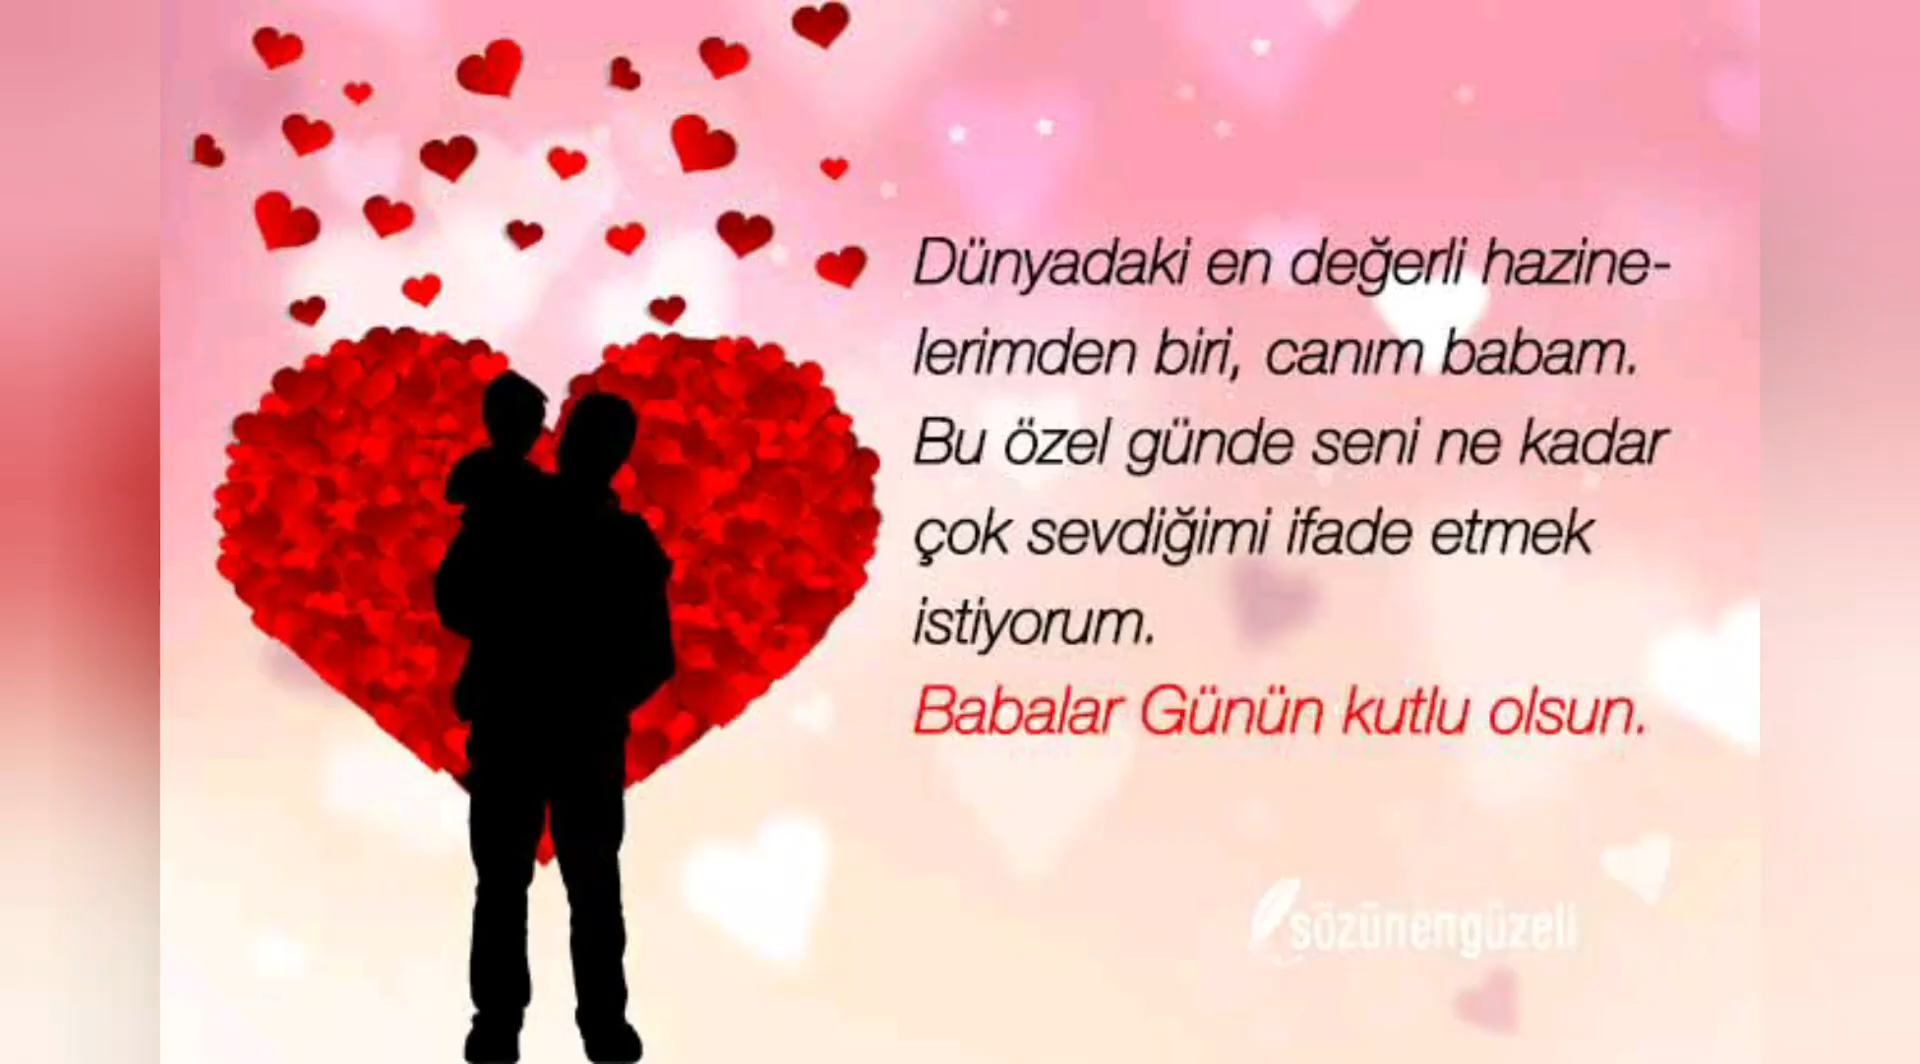 Dünyadaki en değerli hazine-
lerimden biri, canım babam.
Bu özel günde seni ne kadar
çok sevdiğimi ifade etmek
istiyorum.
Babalar Günün kutlu olsun.
sözünengüzeli